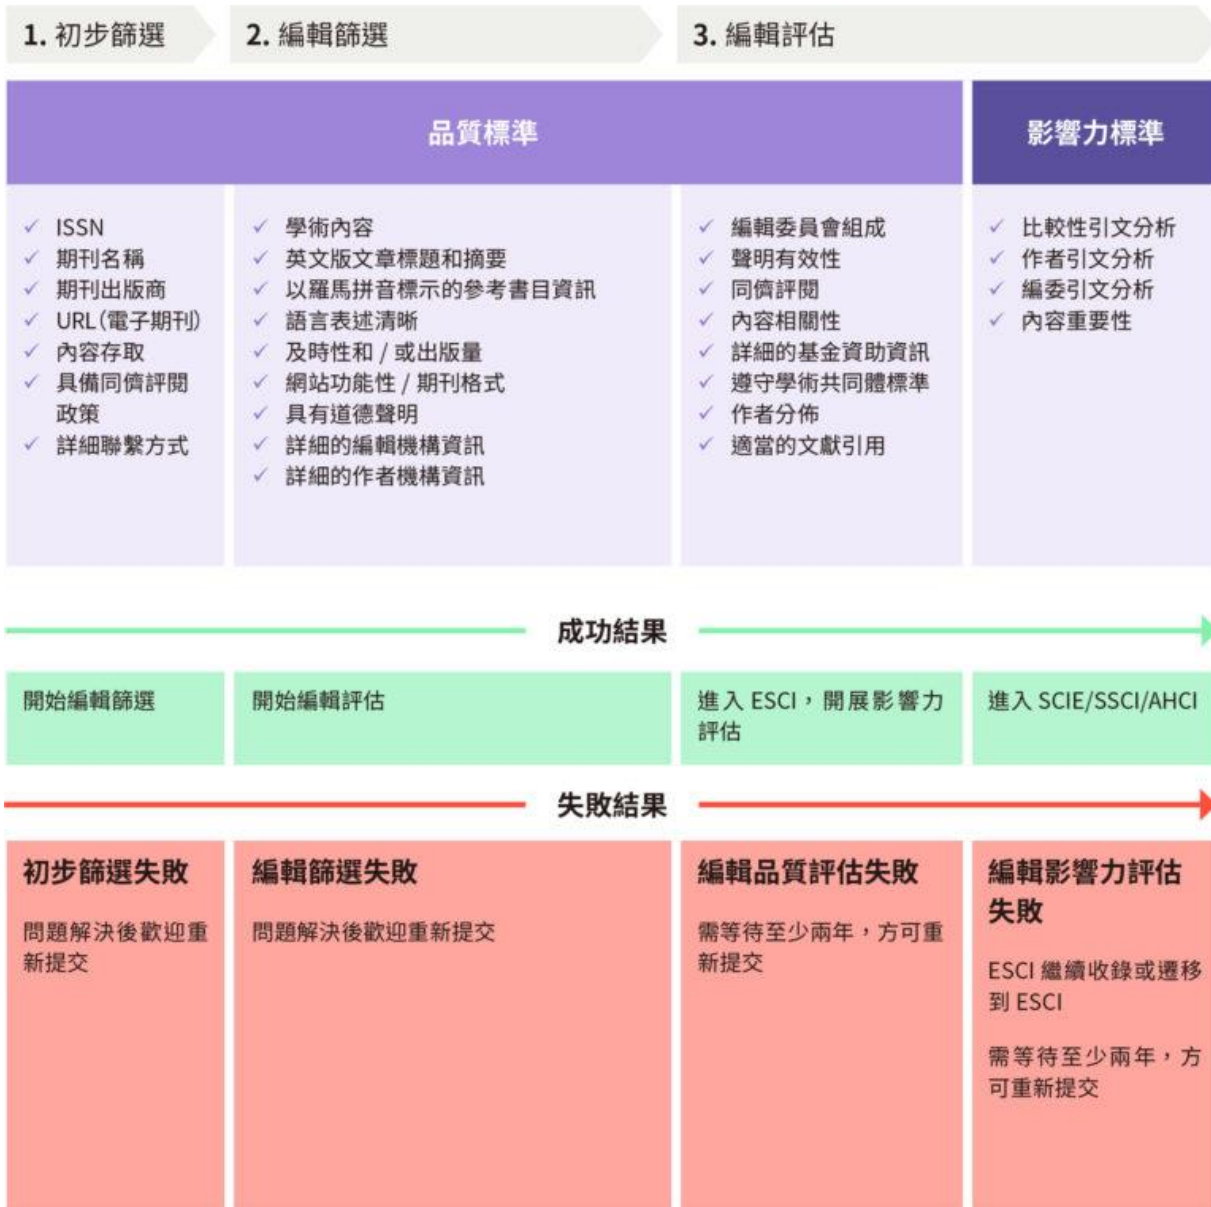 1. 初步篩選
2. 編輯篩選
3. 編輯評估
品質標準
影響力標準
ISSN
期刊名稱
期刊出版商
URL(電子期刊)
內容存取
具備同儕評閱
政策
詳細聯繫方式
學術內容
英文版文章標題和摘要
以羅馬拼音標示的參考書目資訊
語言表述清晰
及時性和 / 或出版量
網站功能性 / 期刊格式
具有道德聲明
詳細的編輯機構資訊
詳細的作者機構資訊
編輯委員會組成
聲明有效性
同儕評閱
內容相關性
詳細的基金資助資訊
遵守學術共同體標準
作者分佈
適當的文獻引用
比較性引文分析
作者引文分析
編委引文分析
內容重要性
成功結果
開始編輯篩選
開始編輯評估
進入 ESCI，開展影響力
評估
進入 SCIE/SSCI/AHCI
失敗結果
初步篩選失敗
問題解決後歡迎重
新提交
編輯篩選失敗
問題解決後歡迎重新提交
編輯品質評估失敗
需等待至少兩年，方可重
新提交
編輯影響力評估
失敗
ESCI 繼續收錄或遷移
到 ESCI
需等待至少兩年，方
可重新提交